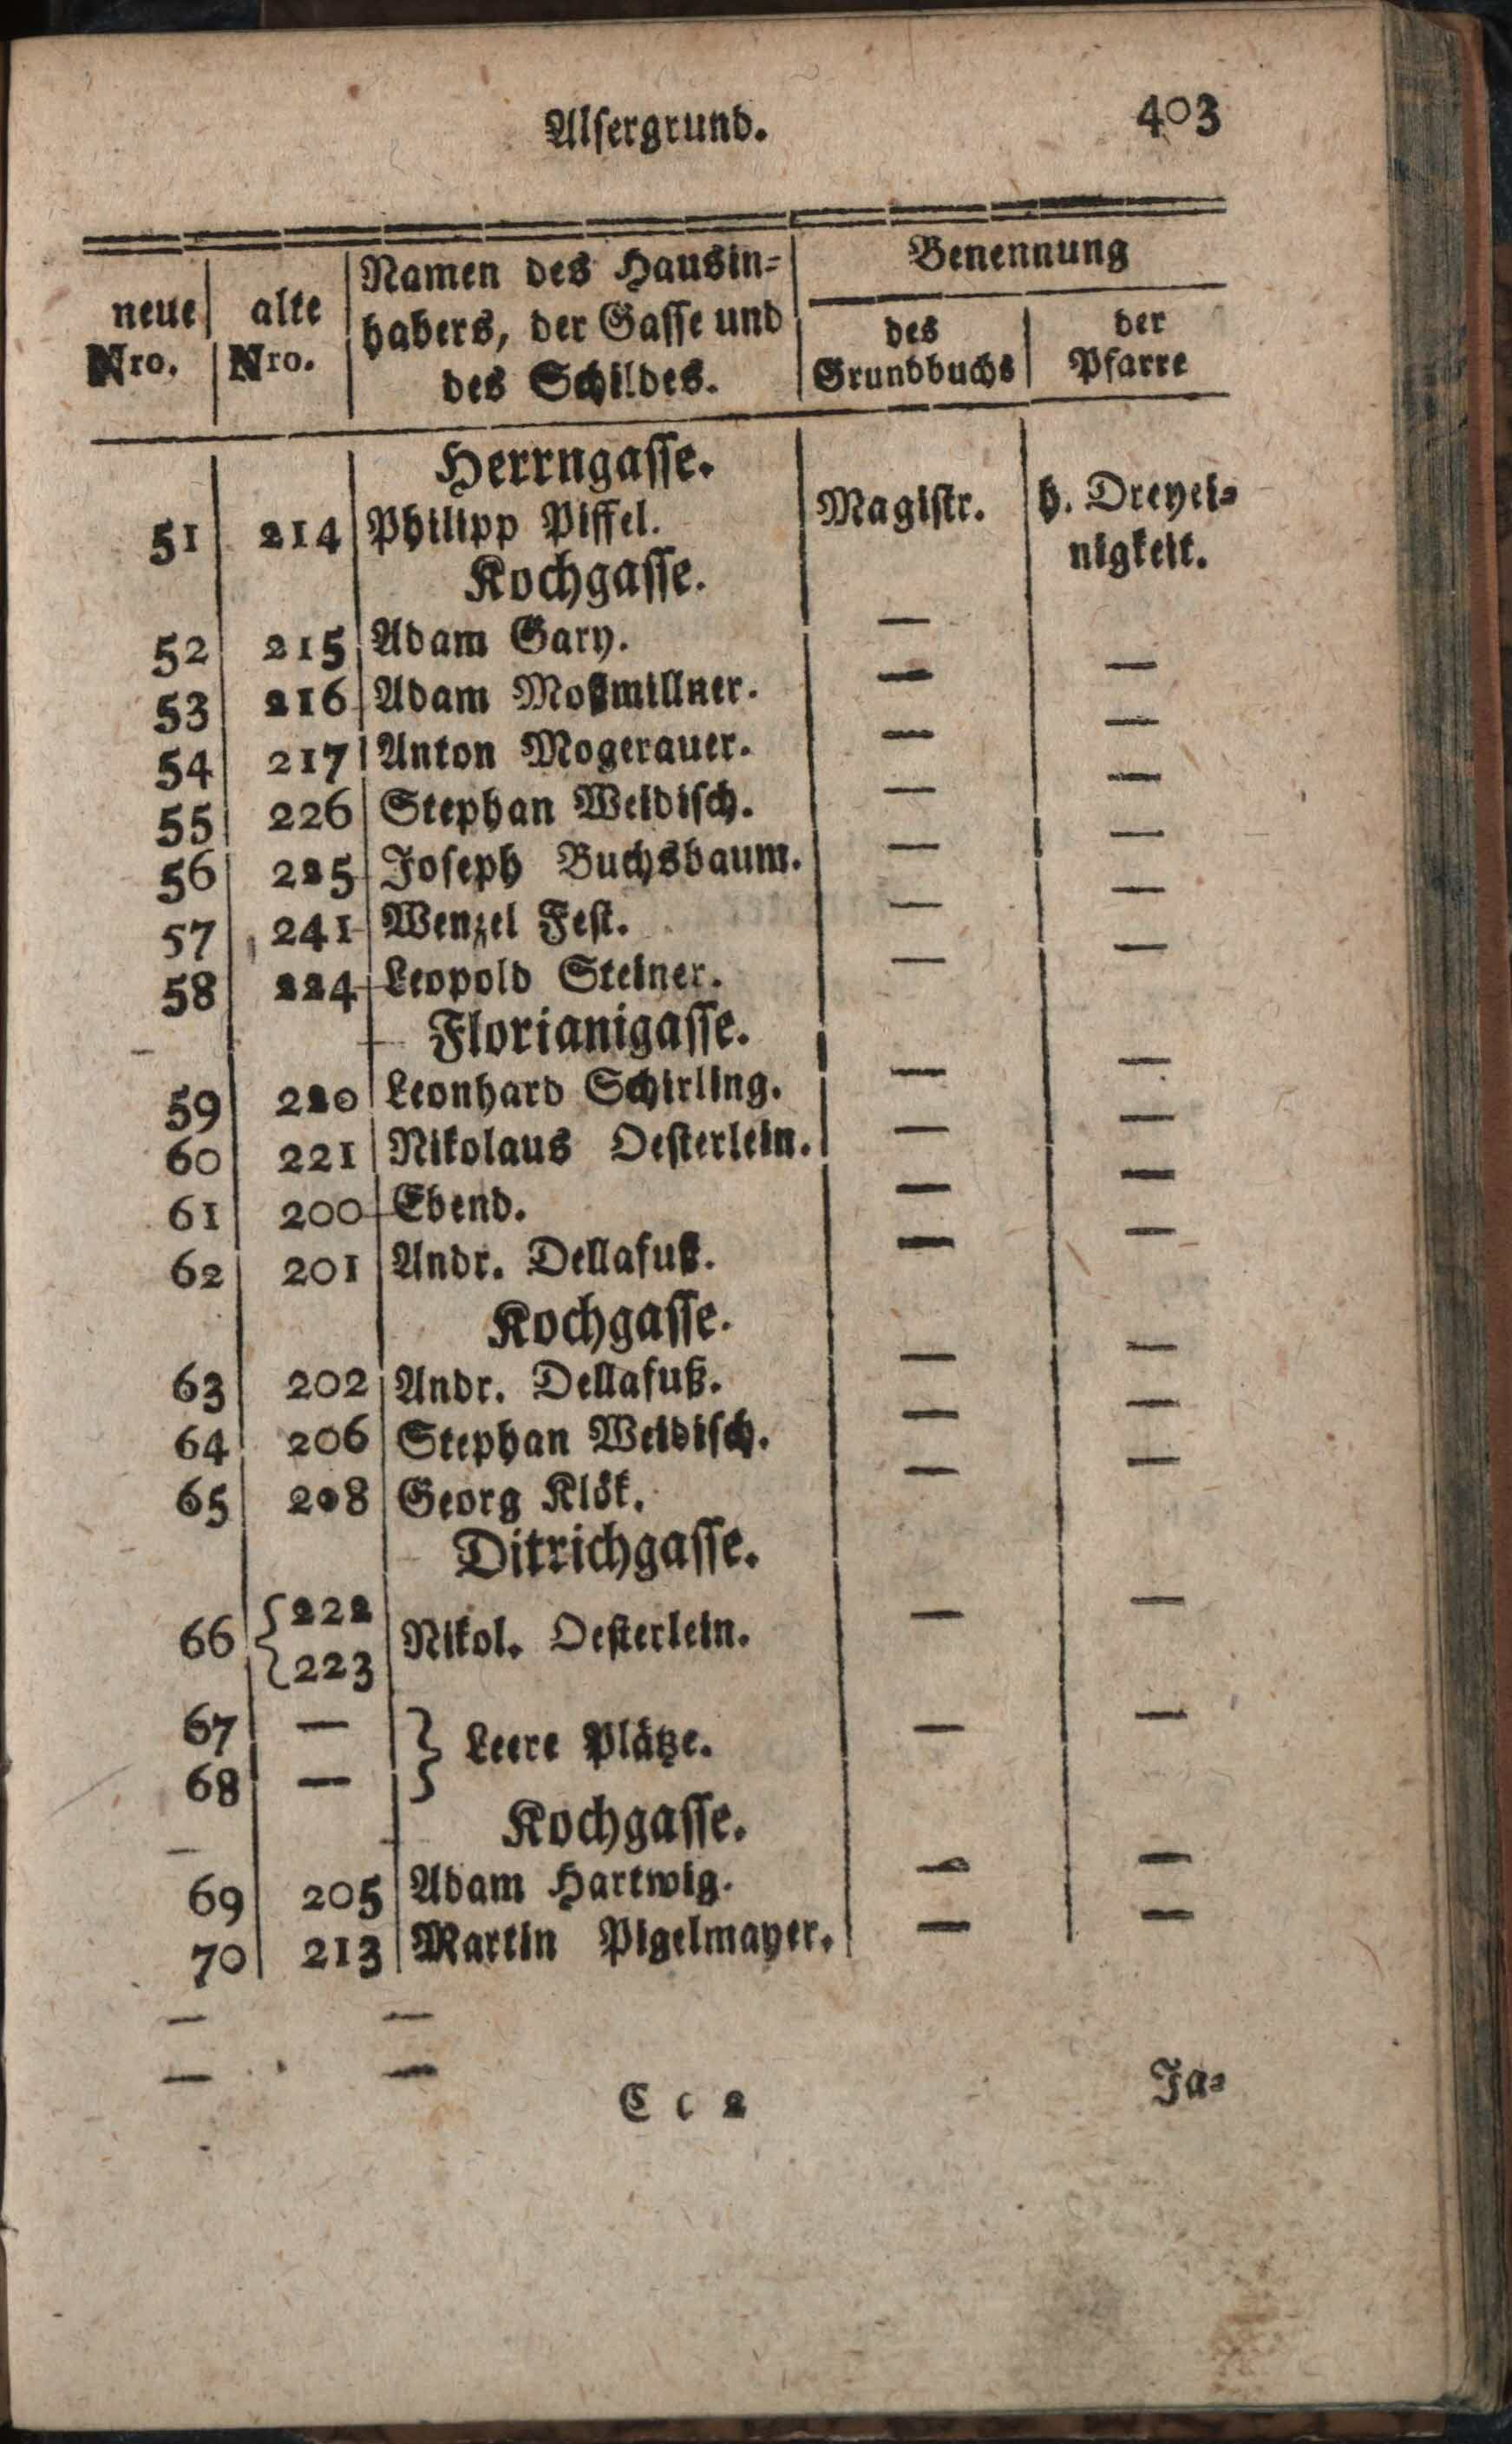 Alsergrund. 403
neue Nro. | alte Nro. | Namen des Hausin= habers, der Gasse und des Schildes. | Benennung
des Grundbuchs | der Pfarre
Herrngasse.
51 214 Philipp Piffel. Magistr. h. Dreyei=
nigkeit.
Kochgasse.
52 215 Adam Gary. — —
53 216 Adam Moßmillner. — —
54 217 Anton Mogerauer. — —
55 226 Stephan Weidisch. — —
56 225 Joseph Buchsbaum. — —
57 241 Wenzel Fest. — —
58 224 Leopold Steiner. —
Florianigasse.
59 220 Leonhard Schirling. — —
60 221 Nikolaus Oesterlein. — —
61 200 Ebend. — —
62 201 Andr. Dellafuß. — —
Kochgasse.
63 202 Andr. Dellafuß. — —
64 206 Stephan Weidisch. — —
65 208 Georg Klök. — —
Ditrichgasse.
66 {222 223 Nikol. Oesterlein. — —
67 —
68 — } Leere Plätze. — —
Kochgasse.
69 205 Adam Hartwig. — —
70 213 Martin Pigelmayer. — —
— —
— —
C c 2 Ja=